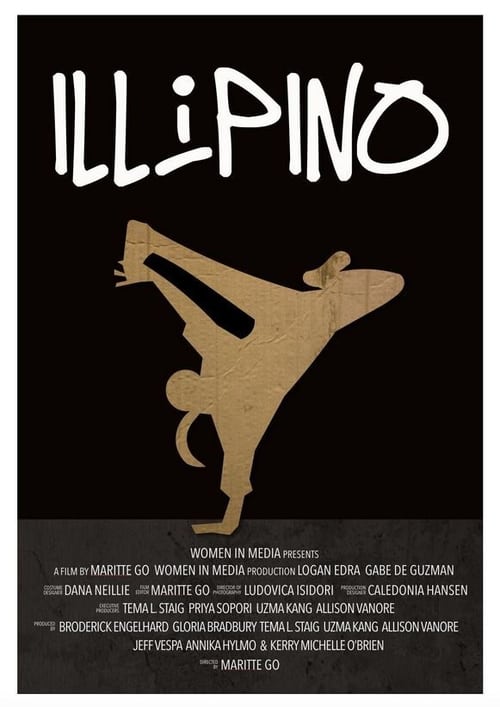 ILLiPINO
WOMEN IN MEDIA PRESENTS
A FILM BY MARITTE GO WOMEN IN MEDIA PRODUCTION LOGAN EDRA GABE DE GUZMAN
COSTUME DESIGNER DANA NEILLIE FILM EDITOR MARITTE GO DIRECTOR OF PHOTOGRAPHY LUDOVICA ISIDORI PRODUCTION DESIGNER CALEDONIA HANSEN
EXECUTIVE PRODUCERS TEMA L. STAIG PRIYA SOPORI UZMA KANG ALLISON VANORE
PRODUCED BY BRODERICK ENGELHARD GLORIA BRADBURY TEMA L. STAIG UZMA KANG ALLISON VANORE
JEFF VESPA ANNIKA HYLMO & KERRY MICHELLE O'BRIEN
DIRECTED BY MARITTE GO